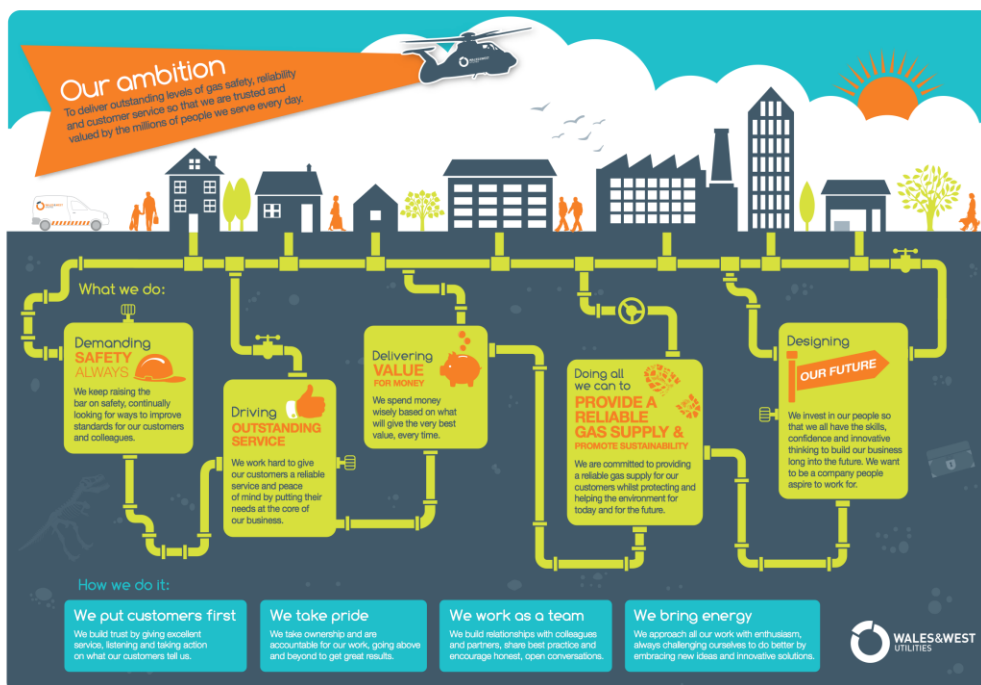 Our ambition
To deliver outstanding levels of gas safety, reliability
and customer service so that we are trusted and
valued by the millions of people we serve every day.
WALES&WEST
What we do:
Demanding
SAFETY
ALWAYS
We keep raising the
bar on safety, continually
looking for ways to improve
standards for our customers
and colleagues.
Driving
OUTSTANDING
SERVICE
We work hard to give
our customers a reliable
service and peace
of mind by putting their
needs at the core of
our business.
Delivering
VALUE
FOR MONEY
We spend money
wisely based on what
will give the very best
value, every time.
Doing all
we can to
PROVIDE A
RELIABLE
GAS SUPPLY &
PROMOTE SUSTAINABILITY
We are committed to providing
a reliable gas supply for our
customers whilst protecting and
helping the environment for
today and for the future.
Designing
OUR FUTURE
We invest in our people so
that we all have the skills,
confidence and innovative
thinking to build our business
long into the future. We want
to be a company people
aspire to work for.
How we do it:
We put customers first
We build trust by giving excellent
service, listening and taking action
on what our customers tell us.
We take pride
We take ownership and are
accountable for our work, going above
and beyond to get great results.
We work as a team
We build relationships with colleagues
and partners, share best practice and
encourage honest, open conversations.
We bring energy
We approach all our work with enthusiasm,
always challenging ourselves to do better by
embracing new ideas and innovative solutions.
WALES&WEST
UTILITIES